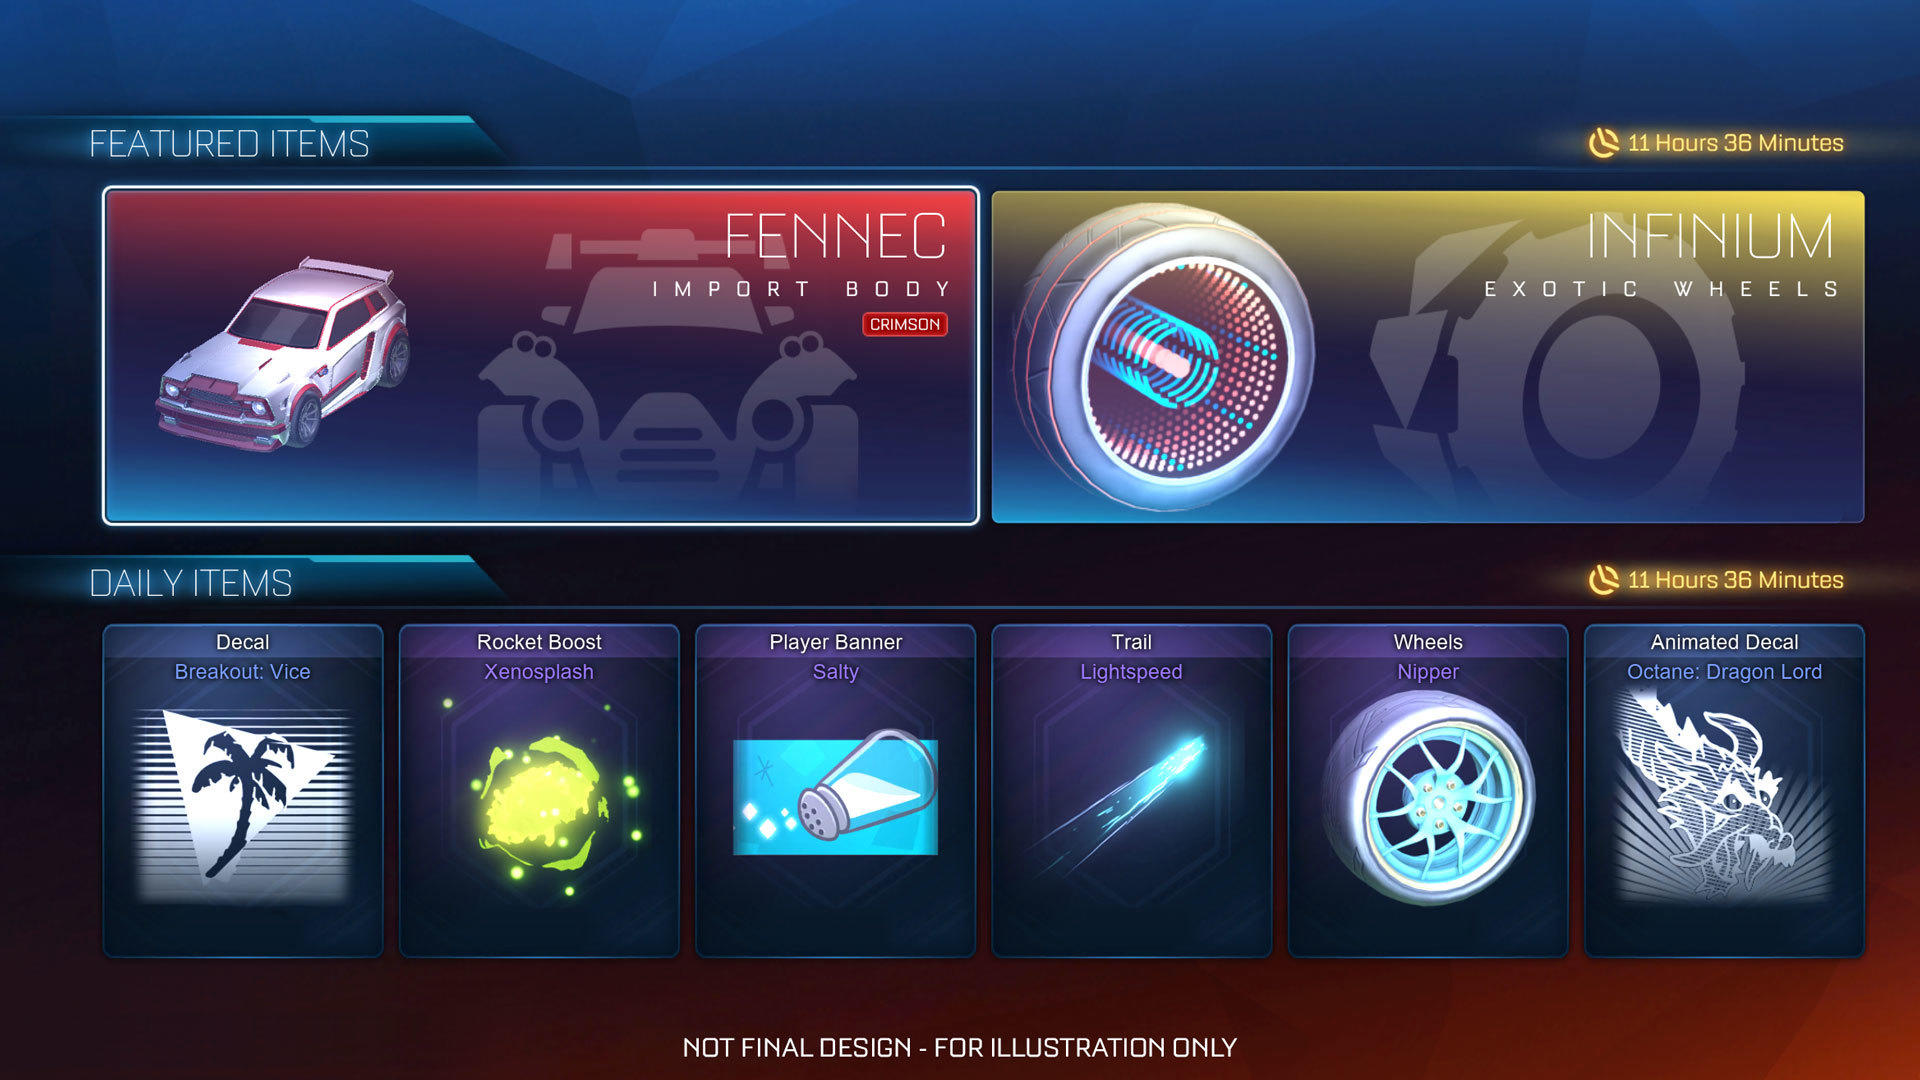 FEATURED ITEMS
11 Hours 36 Minutes
FENNEC
IMPORT BODY
CRIMSON
INFINIUM
EXOTIC WHEELS
DAILY ITEMS
11 Hours 36 Minutes
Decal
Breakout: Vice
Rocket Boost
Xenosplash
Player Banner
Salty
Trail
Lightspeed
Wheels
Nipper
Animated Decal
Octane: Dragon Lord
NOT FINAL DESIGN - FOR ILLUSTRATION ONLY